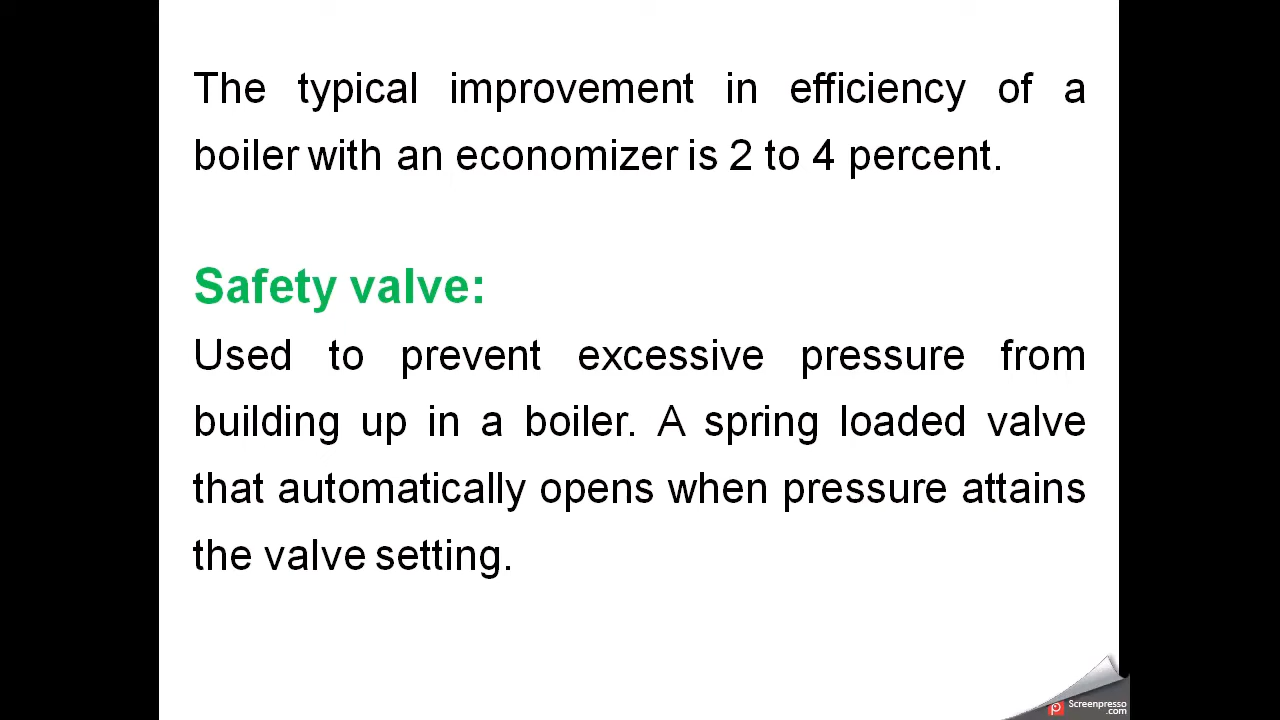 The typical improvement in efficiency of a
boiler with an economizer is 2 to 4 percent.
Safety valve:
Used to prevent excessive pressure from
building up in a boiler. A spring loaded valve
that automatically opens when pressure attains
the valve setting.
Screenpresso
.com